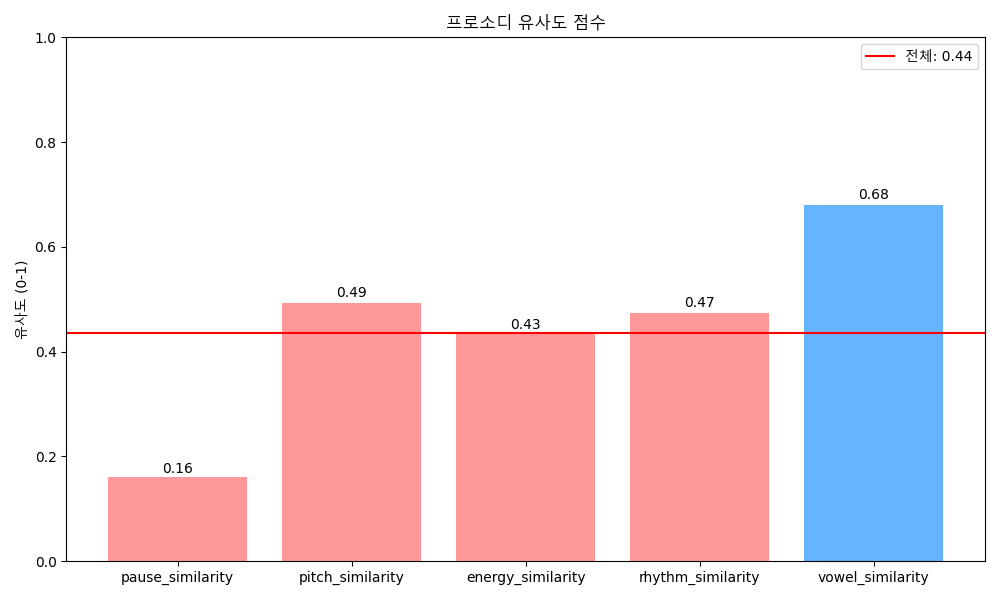 프로소디 유사도 점수
전체: 0.44
유사도 (0-1)
1.0
0.8
0.6
0.4
0.2
0.0
0.16
0.49
0.43
0.47
0.68
pause_similarity
pitch_similarity
energy_similarity
rhythm_similarity
vowel_similarity